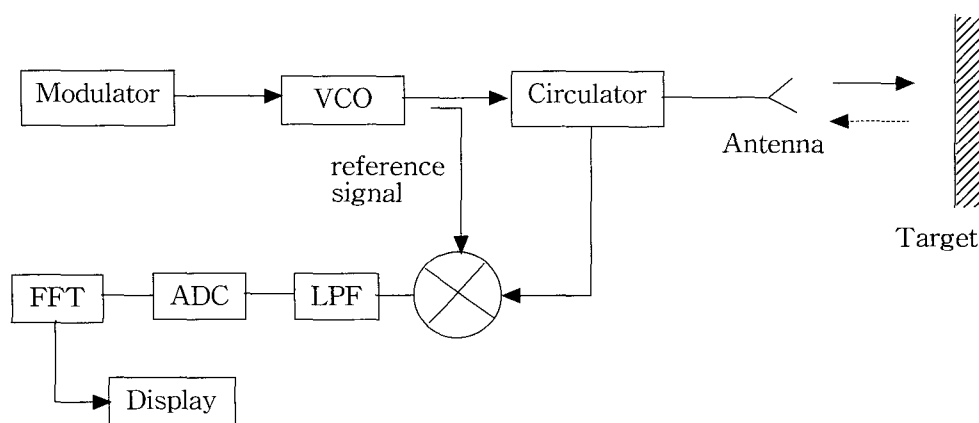 Modulator
VCO
Circulator
Antenna
reference
signal
Target
FFT
ADC
LPF
Display